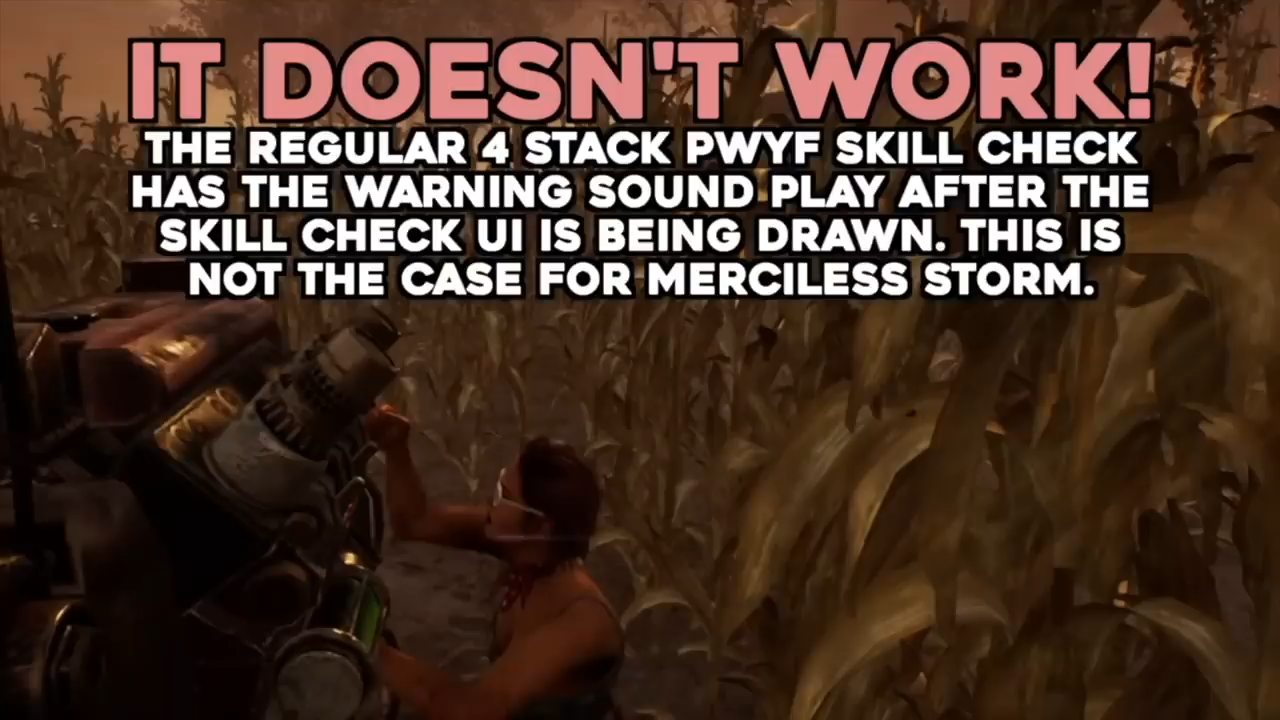 IT DOESN'T WORK!
THE REGULAR 4 STACK PWYF SKILL CHECK
HAS THE WARNING SOUND PLAY AFTER THE
SKILL CHECK UI IS BEING DRAWN. THIS IS
NOT THE CASE FOR MERCILESS STORM.